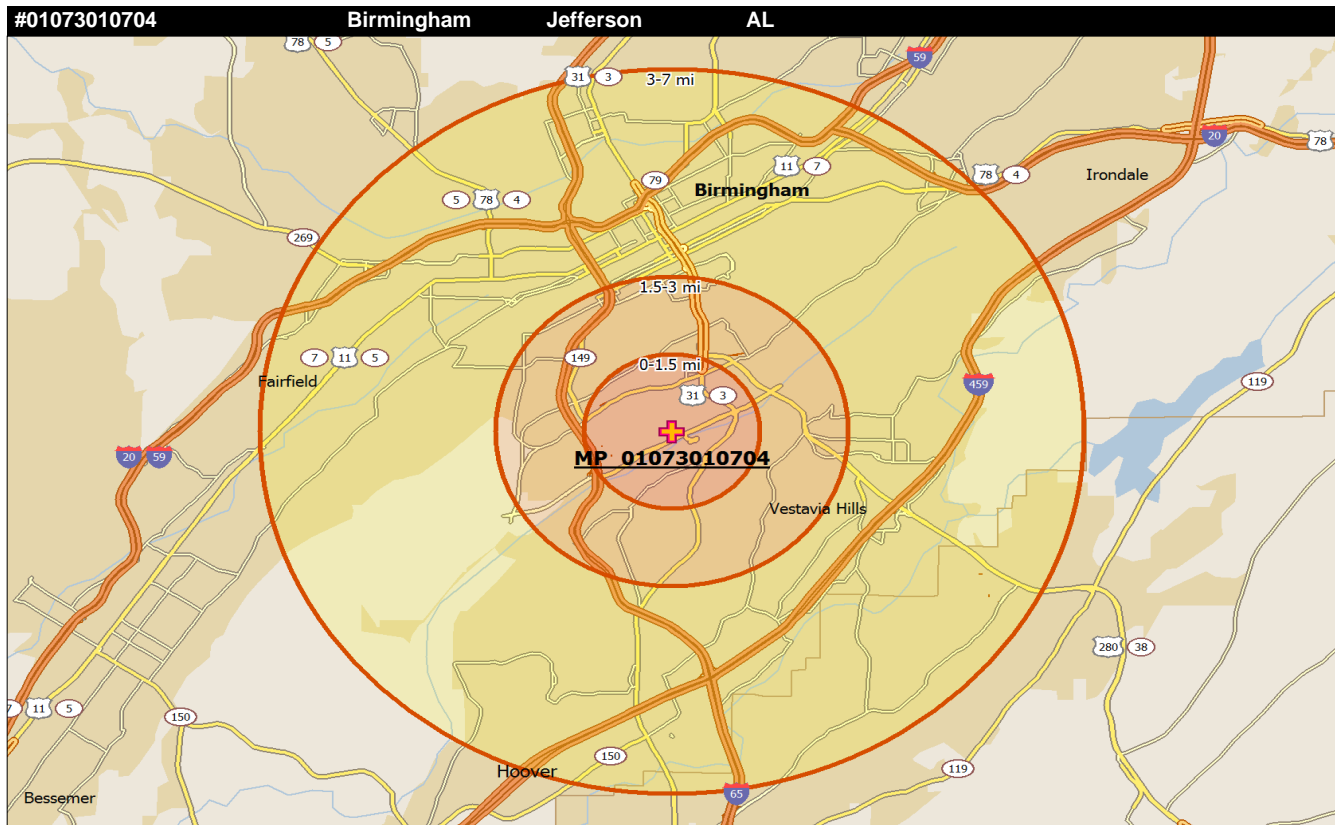 #01073010704 Birmingham Jefferson AL
78 5
59
31 3
3-7 mi
20
78
11 7
78 4
Irondale
79
Birmingham
5 78 4
269
1.5-3 mi
7 11 5
149
0-1.5 mi
Fairfield
459
119
31 3
MP 01073010704
20 59
Vestavia Hills
280 38
7 11 5
150
150
Hoover
119
65
Bessemer